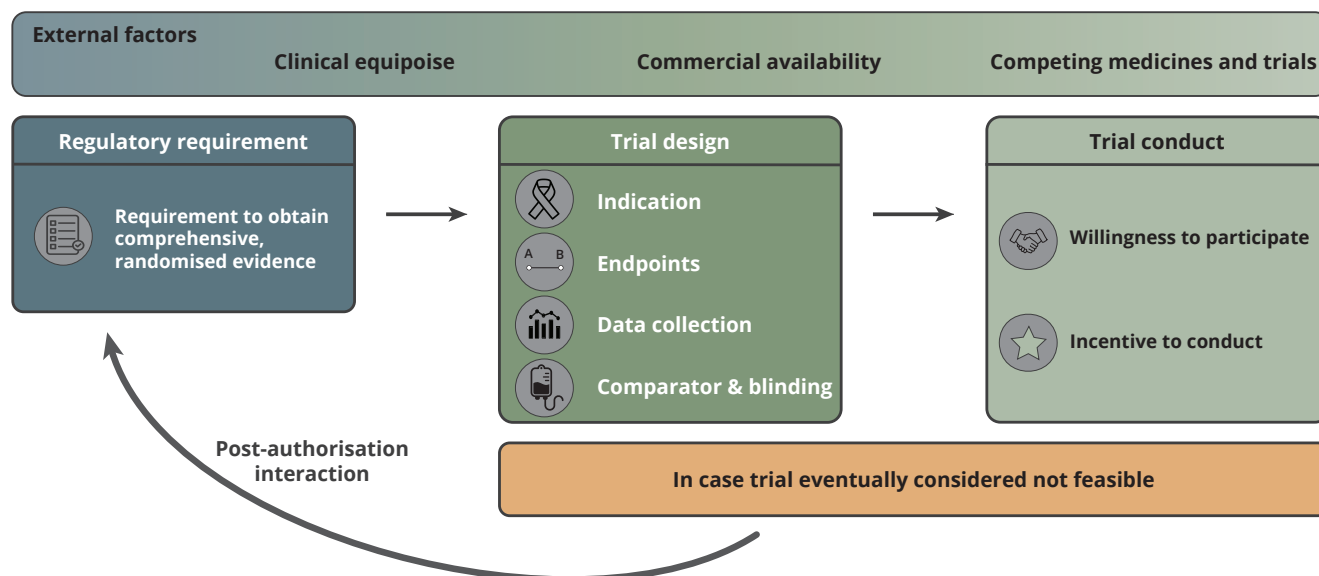 External factors
Clinical equipoise
Commercial availability
Competing medicines and trials
Regulatory requirement
Requirement to obtain
comprehensive,
randomised evidence
Trial design
Indication
A B
Endpoints
Data collection
Comparator & blinding
Trial conduct
Willingness to participate
Incentive to conduct
Post-authorisation
interaction
In case trial eventually considered not feasible